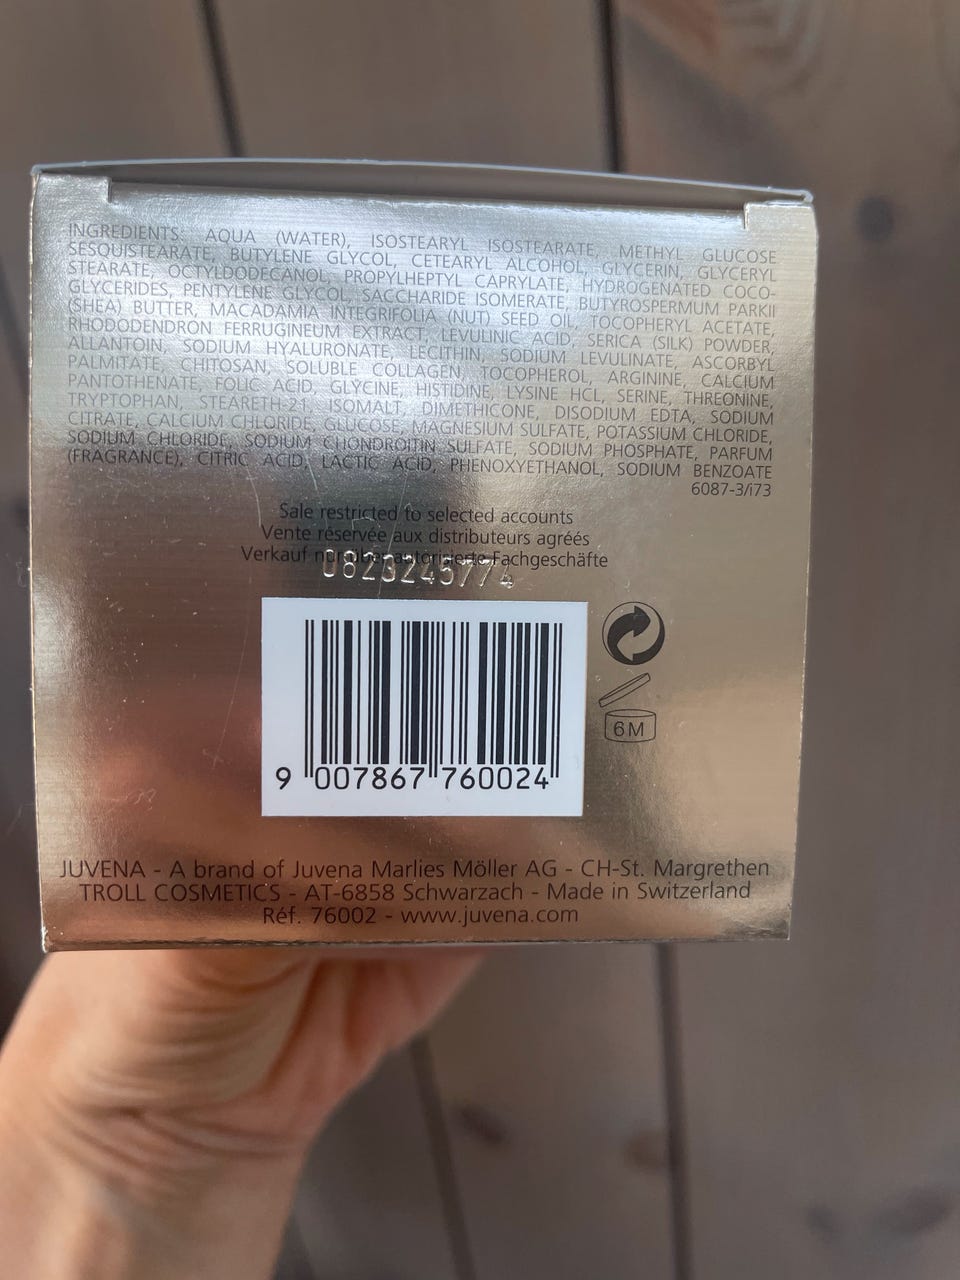 INGREDIENTS: AQUA (WATER), ISOSTEARYL ISOSTEARATE, METHYL GLUCOSE
SESQUISTEARATE, BUTYLENE GLYCOL, CETEARYL ALCOHOL, GLYCERIN, GLYCERYL
STEARATE, OCTYLDODECANOL, PROPYLHEPTYL CAPRYLATE, HYDROGENATED COCO-
GLYCERIDES, PENTYLENE GLYCOL, SACCHARIDE ISOMERATE, BUTYROSPERMUM PARKII
(SHEA) BUTTER, MACADAMIA INTEGRIFOLIA (NUT) SEED OIL, TOCOPHERYL ACETATE,
RHODODENDRON FERRUGINEUM EXTRACT, LEVULINIC ACID, SERICA (SILK) POWDER,
ALLANTOIN, SODIUM HYALURONATE, LECITHIN, SODIUM LEVULINATE, ASCORBYL
PALMITATE, CHITOSAN, SOLUBLE COLLAGEN, TOCOPHEROL, ARGININE, CALCIUM
PANTOTHENATE, FOLIC ACID, GLYCINE, HISTIDINE, LYSINE HCL, SERINE, THREONINE,
TRYPTOPHAN, STEARETH-21, ISOMALT, DIMETHICONE, DISODIUM EDTA, SODIUM
CITRATE, CALCIUM CHLORIDE, GLUCOSE, MAGNESIUM SULFATE, POTASSIUM CHLORIDE,
SODIUM CHLORIDE, SODIUM CHONDROITIN SULFATE, SODIUM PHOSPHATE, PARFUM
(FRAGRANCE), CITRIC ACID, LACTIC ACID, PHENOXYETHANOL, SODIUM BENZOATE
6087-3/i73
Sale restricted to selected accounts
Vente réservée aux distributeurs agréés
Verkauf nur über autorisierte Fachgeschäfte
0823245774
6M
9 007867 760024
JUVENA - A brand of Juvena Marlies Möller AG - CH-St. Margrethen
TROLL COSMETICS - AT-6858 Schwarzach - Made in Switzerland
Réf. 76002 - www.juvena.com